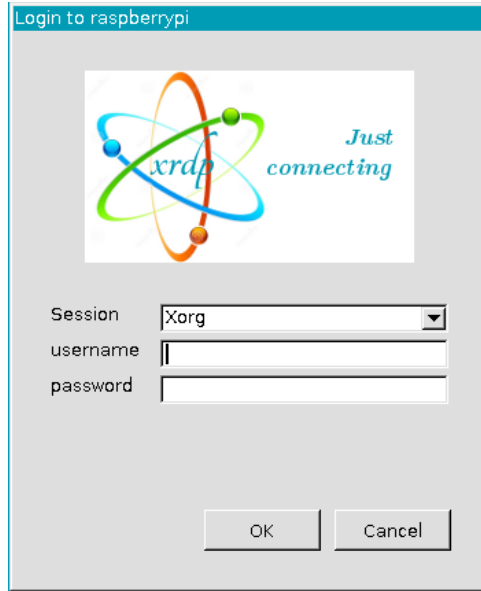 Login to raspberrypi
Just
xrdp connecting
Session Xorg
username
password
OK Cancel